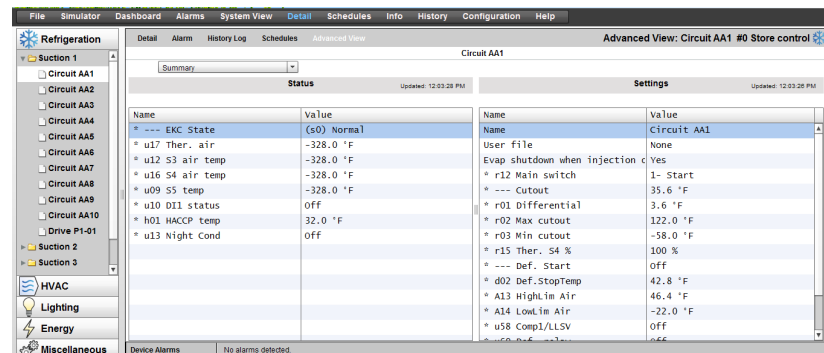 File Simulator Dashboard Alarms System View Detail Schedules Info History Configuration Help
Refrigeration
Detail Alarm History Log Schedules Advanced View
Advanced View: Circuit AA1 #0 Store control
Circuit AA1
Suction 1
Circuit AA1
Circuit AA2
Circuit AA3
Circuit AA4
Circuit AA5
Circuit AA6
Circuit AA7
Circuit AA8
Circuit AA9
Circuit AA10
Drive P1-01
Suction 2
Suction 3
HVAC
Lighting
Energy
Miscellaneous
Summary
Status Updated: 12:03:28 PM
Name Value
* --- EKC State (s0) Normal
* u17 Ther. air -328.0 °F
* u12 S3 air temp -328.0 °F
* u16 S4 air temp -328.0 °F
* u09 S5 temp -328.0 °F
* u10 DI1 status Off
* h01 HACCP temp 32.0 °F
* u13 Night Cond Off
Settings Updated: 12:03:26 PM
Name Value
Name Circuit AA1
User file None
Evap shutdown when injection Yes
* r12 Main switch 1- Start
* --- Cutout 35.6 °F
* r01 Differential 3.6 °F
* r02 Max cutout 122.0 °F
* r03 Min cutout -58.0 °F
* r15 Ther. S4 % 100 %
* --- Def. Start Off
* d02 Def.StopTemp 42.8 °F
* A13 HighLim Air 46.4 °F
* A14 LowLim Air -22.0 °F
* u58 Comp1/LLSV Off
Device Alarms No alarms detected.